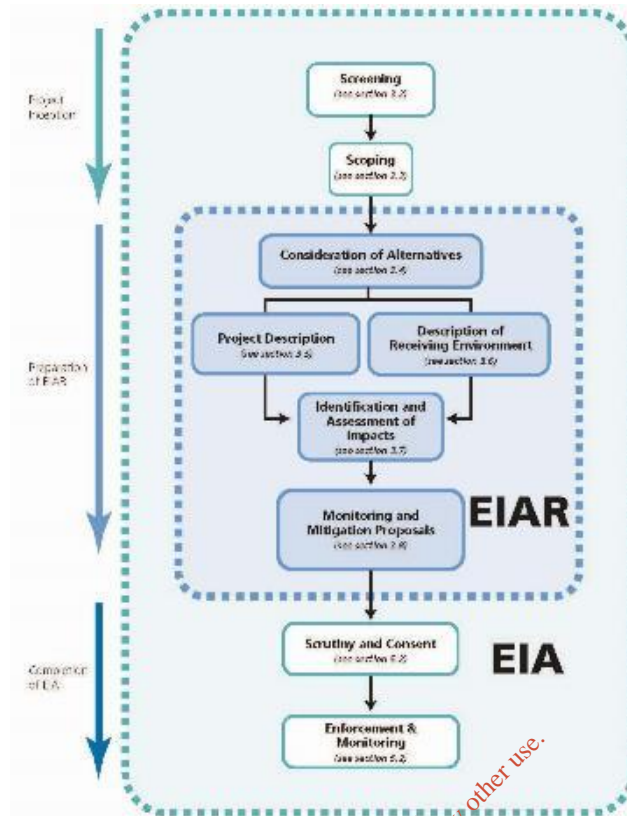 Project
Inception
Screening
(see section 3.2)
Scoping
(see section 3.3)
Consideration of Alternatives
(see section 3.4)
Project Description
(see section 3.5)
Description of
Receiving Environment
(see section 3.6)
Preparation
of EIAR
Identification and
Assessment of
Impacts
(see section 3.7)
Monitoring and
Mitigation Proposals
(see section 3.8)
EIAR
Completion
of EIA
Scrutiny and Consent
(see section 5.2)
EIA
Enforcement &
Monitoring
(see section 5.2)
other use.